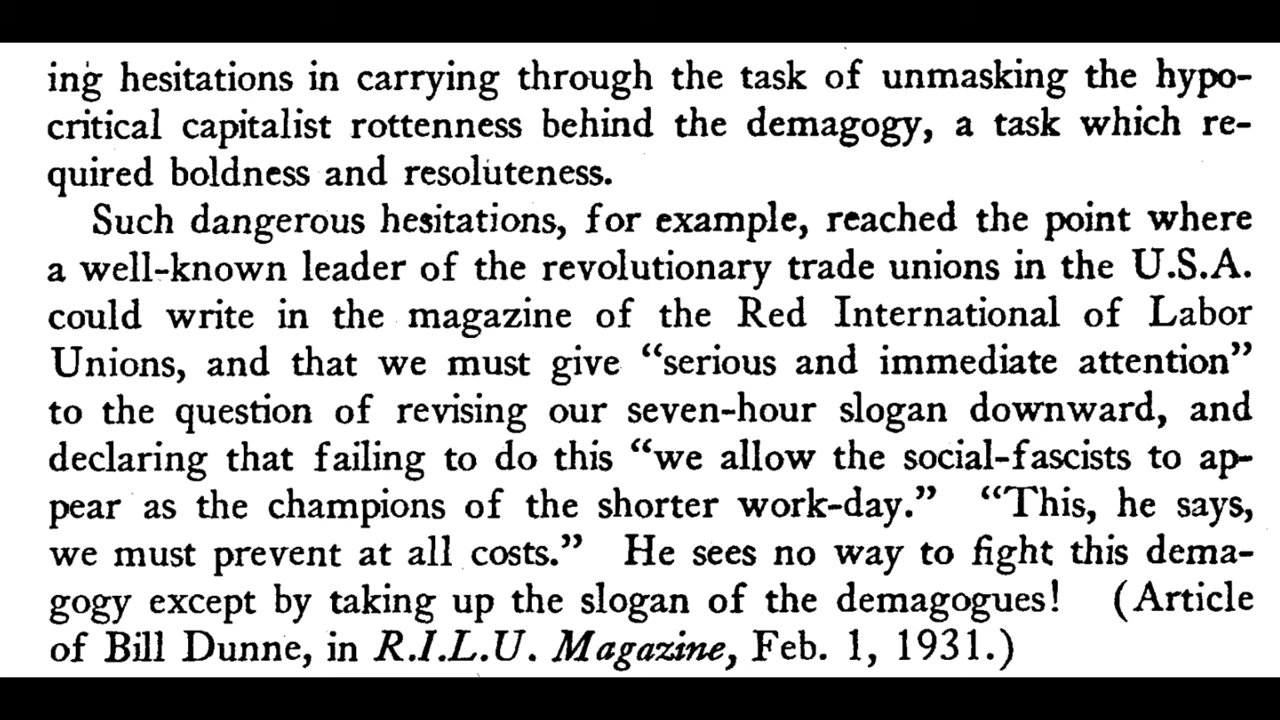 ing hesitations in carrying through the task of unmasking the hypo-
critical capitalist rottenness behind the demagogy, a task which re-
quired boldness and resoluteness.
Such dangerous hesitations, for example, reached the point where
a well-known leader of the revolutionary trade unions in the U.S.A.
could write in the magazine of the Red International of Labor
Unions, and that we must give “serious and immediate attention”
to the question of revising our seven-hour slogan downward, and
declaring that failing to do this “we allow the social-fascists to ap-
pear as the champions of the shorter work-day.” “This, he says,
we must prevent at all costs.” He sees no way to fight this dema-
gogy except by taking up the slogan of the demagogues! (Article
of Bill Dunne, in R.I.L.U. Magazine, Feb. 1, 1931.)